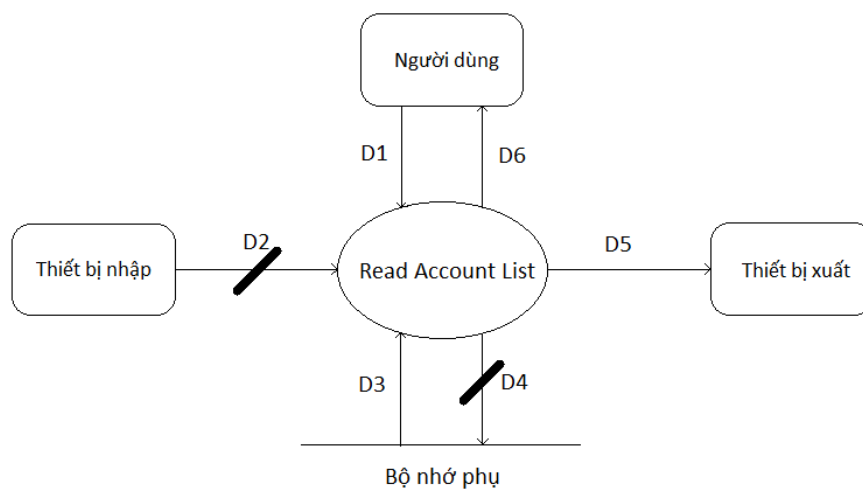 Người dùng
D1
D6
D2
D5
Thiết bị nhập
Read Account List
Thiết bị xuất
D3
D4
Bộ nhớ phụ